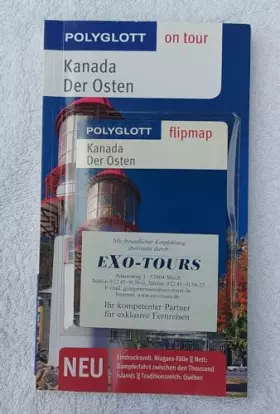 POLYGLOTT on tour
Kanada
Der Osten
POLYGLOTT flipmap
Kanada
Der Osten
Mit freundlicher Empfehlung
überreicht durch
EXO-TOURS
Ihr kompetenter Partner
für exklusive Fernreisen
NEU
Eindrucksvoll: Niagara-Fälle || Nett:
Dampferfahrt zwischen den Thousand
Islands || Traditionsreich: Québec